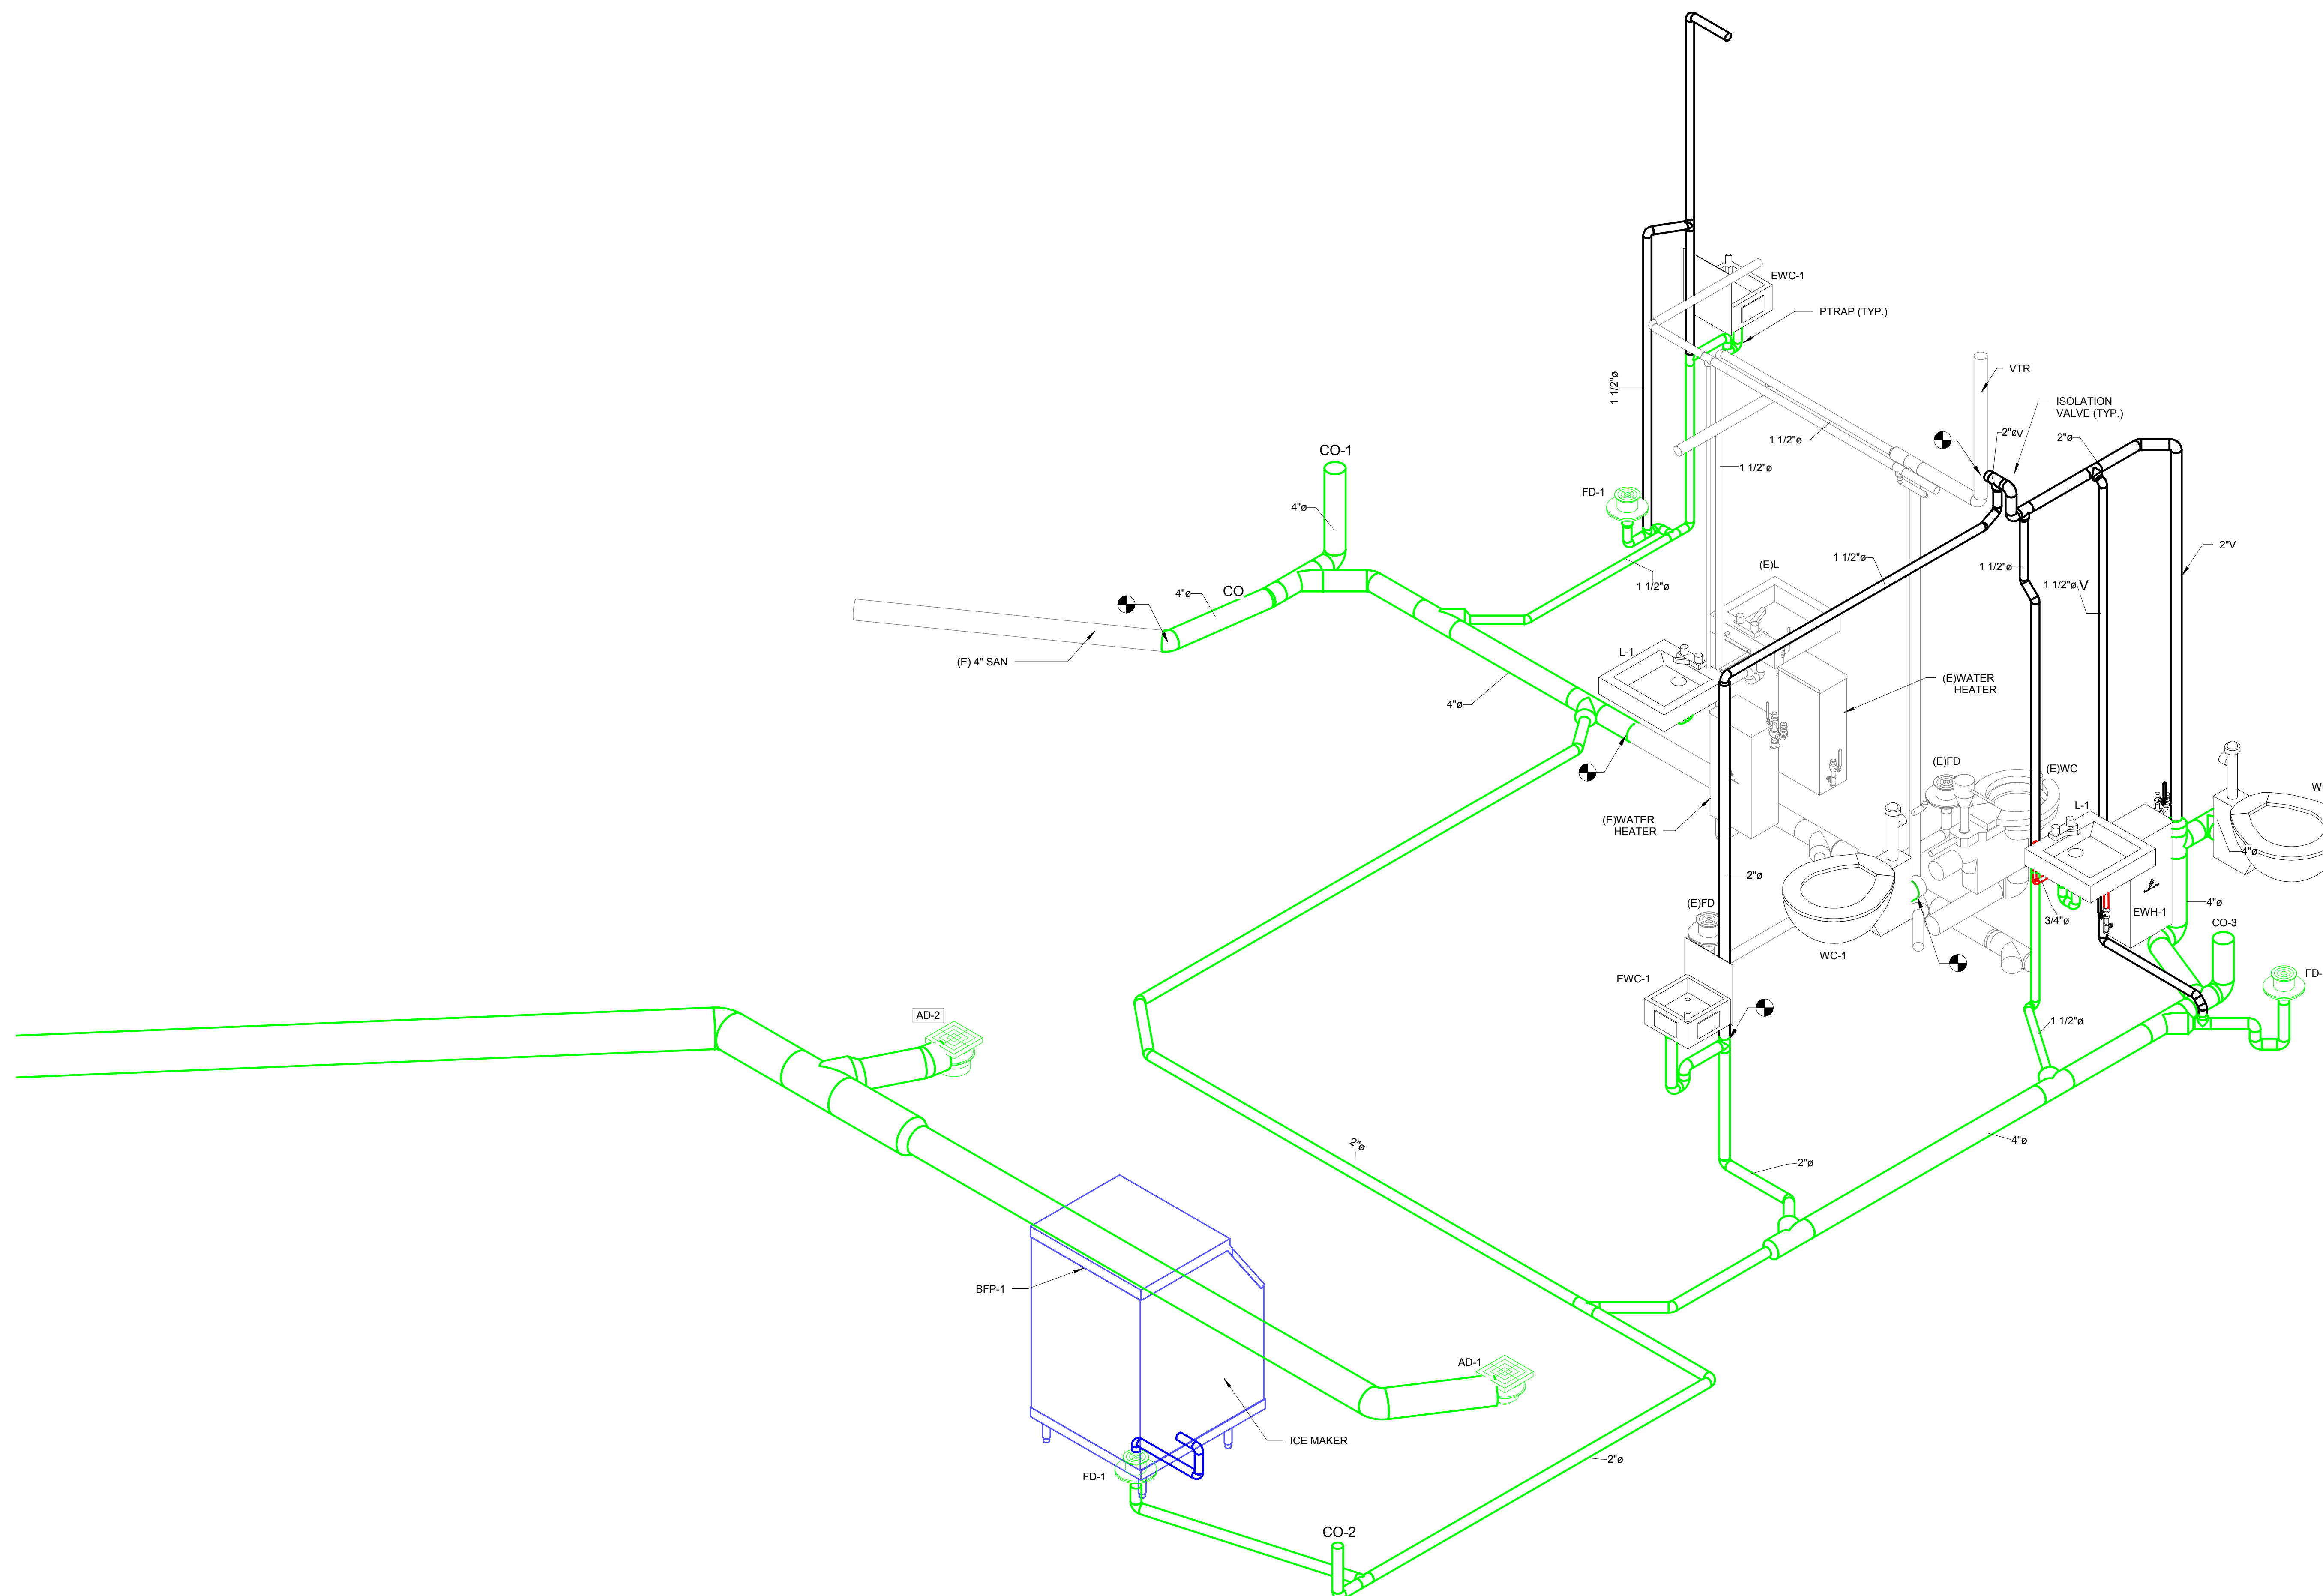 EWC-1
PTRAP (TYP.)
1 1/2"ø
VTR
ISOLATION
VALVE (TYP.)
1 1/2"ø
2"øV
2"ø
CO-1
1 1/2"ø
FD-1
4"ø
2"V
1 1/2"ø
(E)L
1 1/2"ø
1 1/2"ø
1 1/2"ø V
4"ø
CO
L-1
(E) 4" SAN
(E)WATER
HEATER
4"ø
(E)FD
(E)WC
L-1
(E)WATER
HEATER
4"ø
2"ø
(E)FD
4"ø
3/4"ø
EWH-1
CO-3
WC-1
FD-
EWC-1
AD-2
1 1/2"ø
2"ø
4"ø
2"ø
BFP-1
AD-1
ICE MAKER
2"ø
FD-1
CO-2